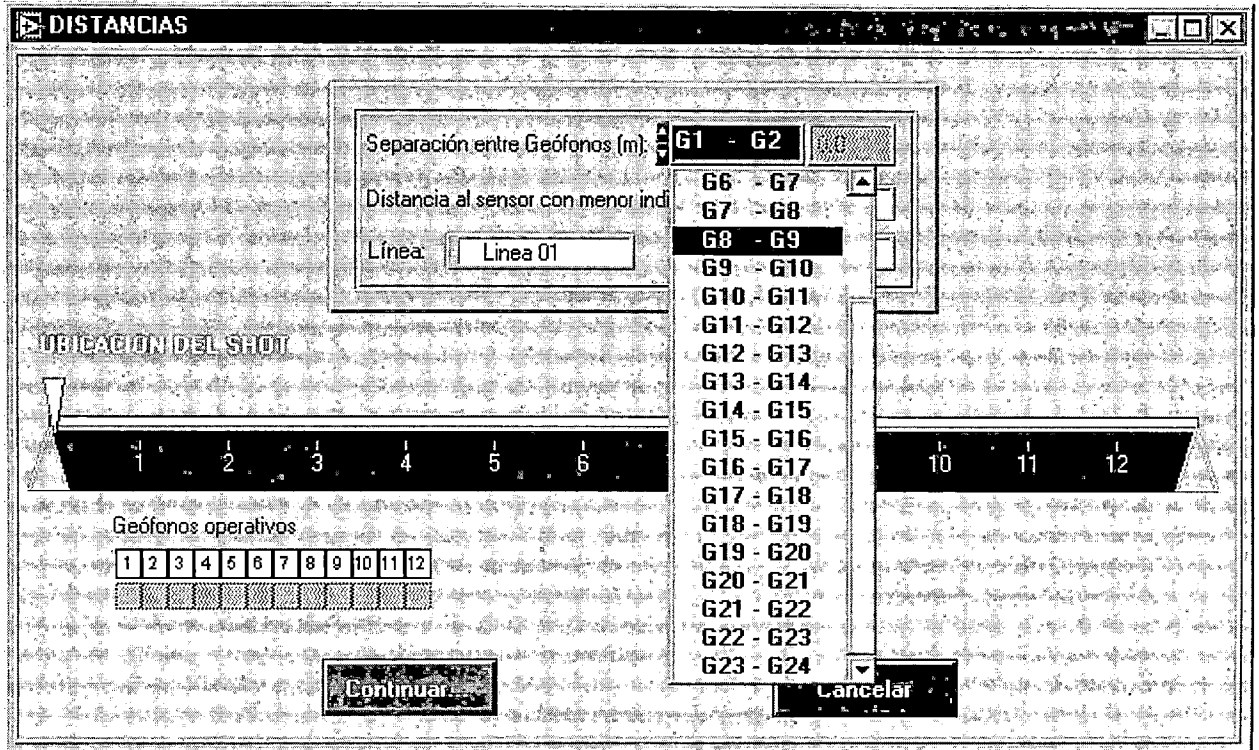 DISTANCIAS
Separación entre Geófonos (m): G1 - G2 0.0
Distancia al sensor con menor indi
Línea: Linea 01
G6 - G7
G7 - G8
G8 - G9
G9 - G10
G10 - G11
G11 - G12
G12 - G13
G13 - G14
G14 - G15
G15 - G16
G16 - G17
G17 - G18
G18 - G19
G19 - G20
G20 - G21
G21 - G22
G22 - G23
G23 - G24
UBICACION DEL SHOT
1 2 3 4 5 6 10 11 12
Geófonos operativos
1 2 3 4 5 6 7 8 9 10 11 12
Continuar... Cancelar